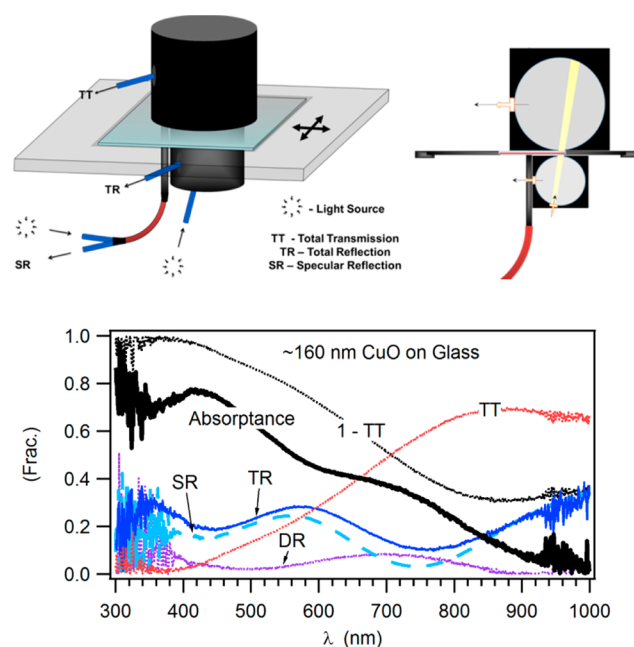 TT
TR
SR
- Light Source
TT - Total Transmission
TR – Total Reflection
SR – Specular Reflection
~160 nm CuO on Glass
Absorptance
1 - TT
TT
SR
TR
DR
(Frac.)
1.0
0.8
0.6
0.4
0.2
0.0
300 400 500 600 700 800 900 1000
λ (nm)